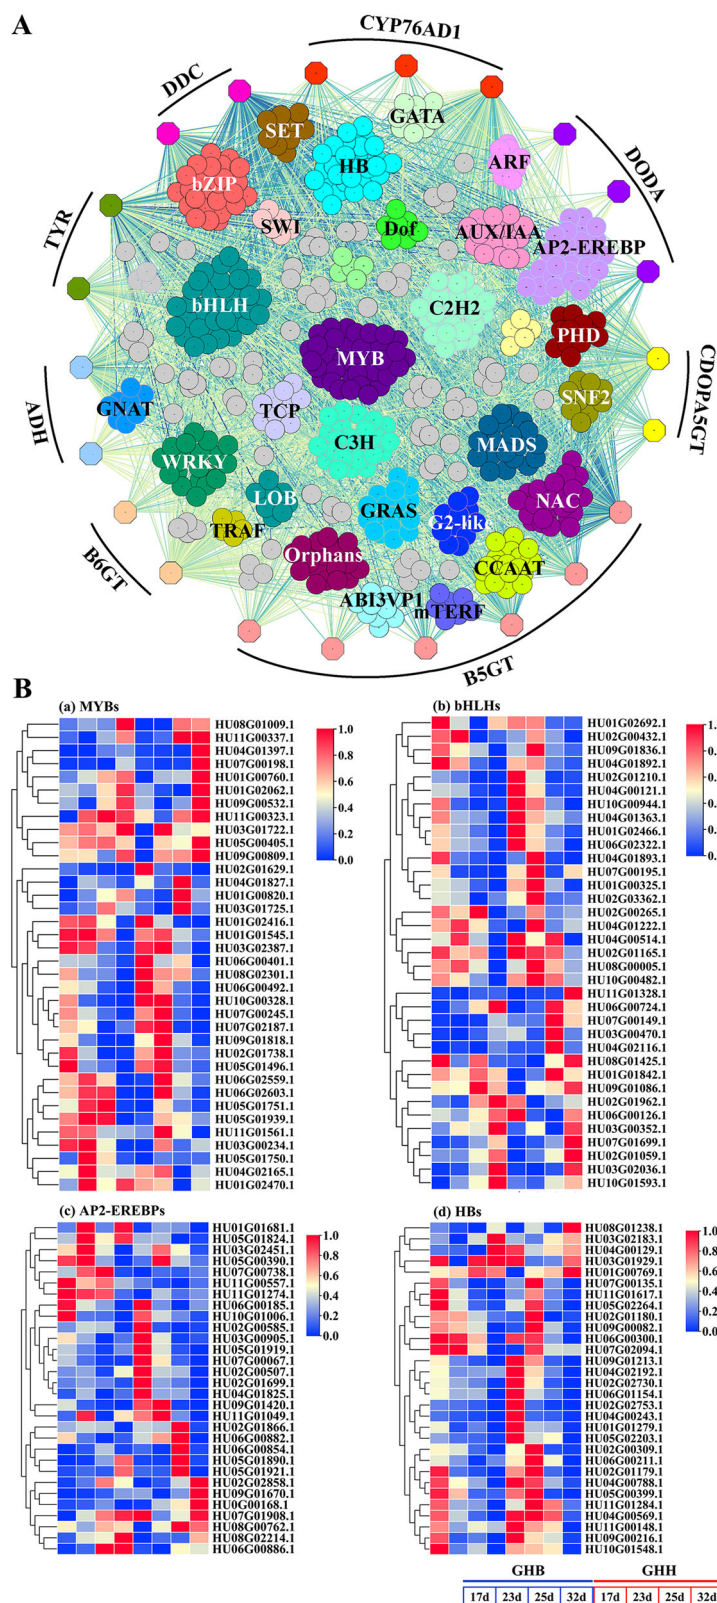 A
CYP76AD1
DDC
DODA
TYR
CDOPA5GT
ADH
B6GT
B5GT
SET
GATA
HB
ARF
bZIP
SWI
Dof
AUX/IAA
AP2-EREBP
bHLH
C2H2
PHD
MYB
SNF2
GNAT
TCP
C3H
MADS
WRKY
LOB
NAC
TRAF
GRAS
G2-like
Orphans
CCAAT
ABI3VP1
mTERF
B
(a) MYBs
HU08G01009.1
HU11G00337.1
HU04G01397.1
HU07G00198.1
HU01G00760.1
HU01G02062.1
HU09G00532.1
HU11G00323.1
HU03G01722.1
HU05G00405.1
HU09G00809.1
HU02G01629.1
HU04G01827.1
HU01G00820.1
HU03G01725.1
HU01G02416.1
HU01G01545.1
HU03G02387.1
HU06G00401.1
HU08G02301.1
HU06G00492.1
HU10G00328.1
HU07G00245.1
HU07G02187.1
HU09G01818.1
HU02G01738.1
HU05G01496.1
HU06G02559.1
HU06G02603.1
HU05G01751.1
HU05G01939.1
HU11G01561.1
HU03G00234.1
HU05G01750.1
HU04G02165.1
HU01G02470.1
1.0
0.8
0.6
0.4
0.2
0.0
(b) bHLHs
HU01G02692.1
HU02G00432.1
HU09G01836.1
HU04G01892.1
HU02G01210.1
HU04G00121.1
HU10G00944.1
HU04G01363.1
HU01G02466.1
HU06G02322.1
HU04G01893.1
HU07G00195.1
HU01G00325.1
HU02G03362.1
HU02G00265.1
HU04G01222.1
HU04G00514.1
HU02G01165.1
HU08G00005.1
HU10G00482.1
HU11G01328.1
HU06G00724.1
HU07G00149.1
HU03G00470.1
HU04G02116.1
HU08G01425.1
HU01G01842.1
HU09G01086.1
HU02G01962.1
HU06G00126.1
HU03G00352.1
HU07G01699.1
HU02G01059.1
HU03G02036.1
HU10G01593.1
(c) AP2-EREBPs
HU01G01681.1
HU05G01824.1
HU03G02451.1
HU05G00390.1
HU07G00738.1
HU11G00557.1
HU11G01274.1
HU06G00185.1
HU10G01006.1
HU02G00585.1
HU03G00905.1
HU05G01919.1
HU07G00067.1
HU02G00507.1
HU02G01699.1
HU04G01825.1
HU09G01420.1
HU11G01049.1
HU02G01866.1
HU06G00882.1
HU06G00854.1
HU05G01890.1
HU05G01921.1
HU02G02858.1
HU09G01670.1
HU0G00168.1
HU07G01908.1
HU08G00762.1
HU08G02214.1
HU06G00886.1
1.0
0.8
0.6
0.4
0.2
0.0
(d) HBs
HU08G01238.1
HU03G02183.1
HU04G00129.1
HU03G01929.1
HU01G00769.1
HU07G00135.1
HU11G01617.1
HU05G02264.1
HU02G01180.1
HU09G00082.1
HU06G00300.1
HU07G02094.1
HU09G01213.1
HU04G02192.1
HU02G02730.1
HU06G01154.1
HU02G02753.1
HU04G00243.1
HU01G01279.1
HU05G02203.1
HU02G00309.1
HU06G00211.1
HU02G01179.1
HU04G00788.1
HU05G00399.1
HU11G01284.1
HU04G00569.1
HU11G00148.1
HU09G00216.1
HU10G01548.1
1.0
0.8
0.6
0.4
0.2
0.0
GHB GHH
17d 23d 25d 32d 17d 23d 25d 32d